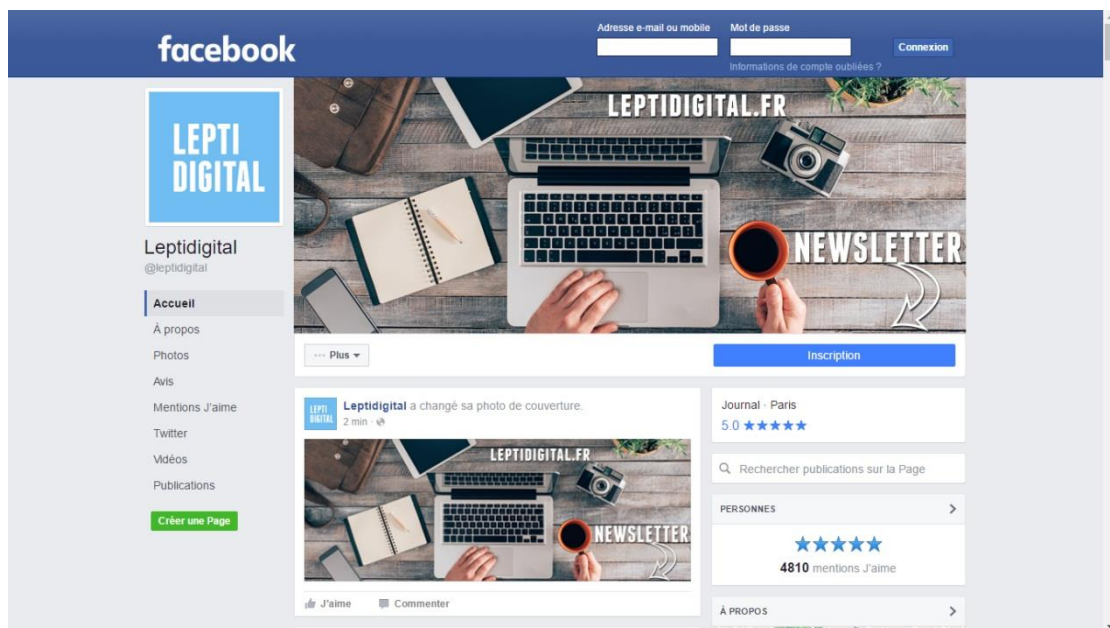 facebook
Adresse e-mail ou mobile
Mot de passe
Connexion
Informations de compte oubliées ?
LEPTI
DIGITAL
LEPTIDIGITAL.FR
NEWSLETTER
Leptidigital
@leptidigital
Accueil
À propos
Photos
Avis
Mentions J'aime
Twitter
Vidéos
Publications
Créer une Page
··· Plus
Inscription
LEPTI
DIGITAL
Leptidigital a changé sa photo de couverture.
2 min ·
LEPTIDIGITAL.FR
NEWSLETTER
J'aime
Commenter
Journal · Paris
5.0 ★★★★★
Rechercher publications sur la Page
PERSONNES
4810 mentions J'aime
À PROPOS